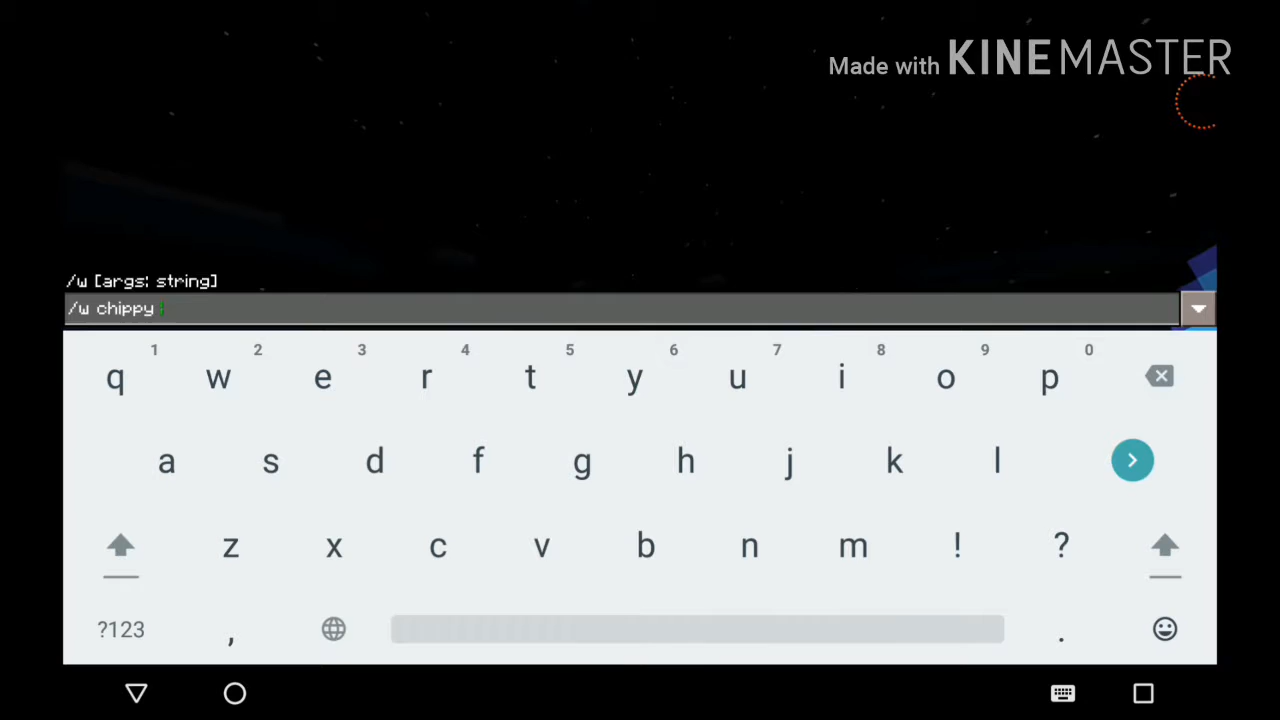 Made with KINEMASTER
/w [args: string]
/w chippy
1 2 3 4 5 6 7 8 9 0
q w e r t y u i o p
a s d f g h j k l
z x c v b n m ! ?
?123 , .